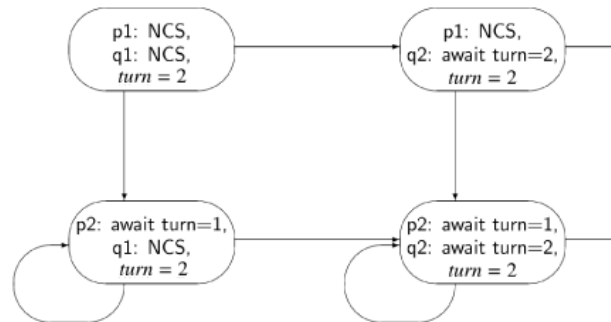 p1: NCS,
q1: NCS,
turn = 2
p1: NCS,
q2: await turn=2,
turn = 2
p2: await turn=1,
q1: NCS,
turn = 2
p2: await turn=1,
q2: await turn=2,
turn = 2